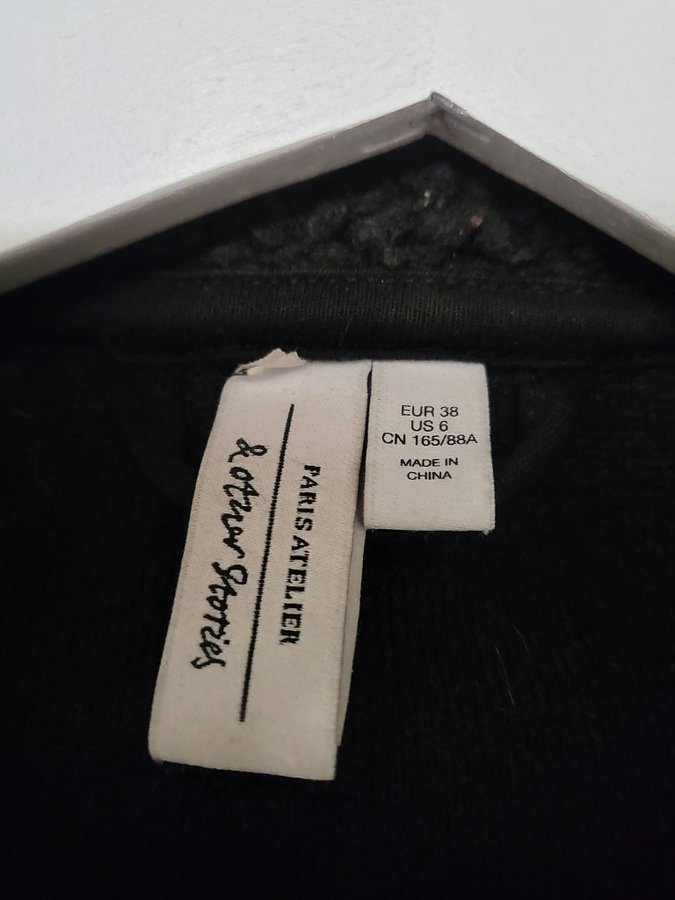 PARIS ATELIER
& Other Stories
EUR 38
US 6
CN 165/88A
MADE IN
CHINA